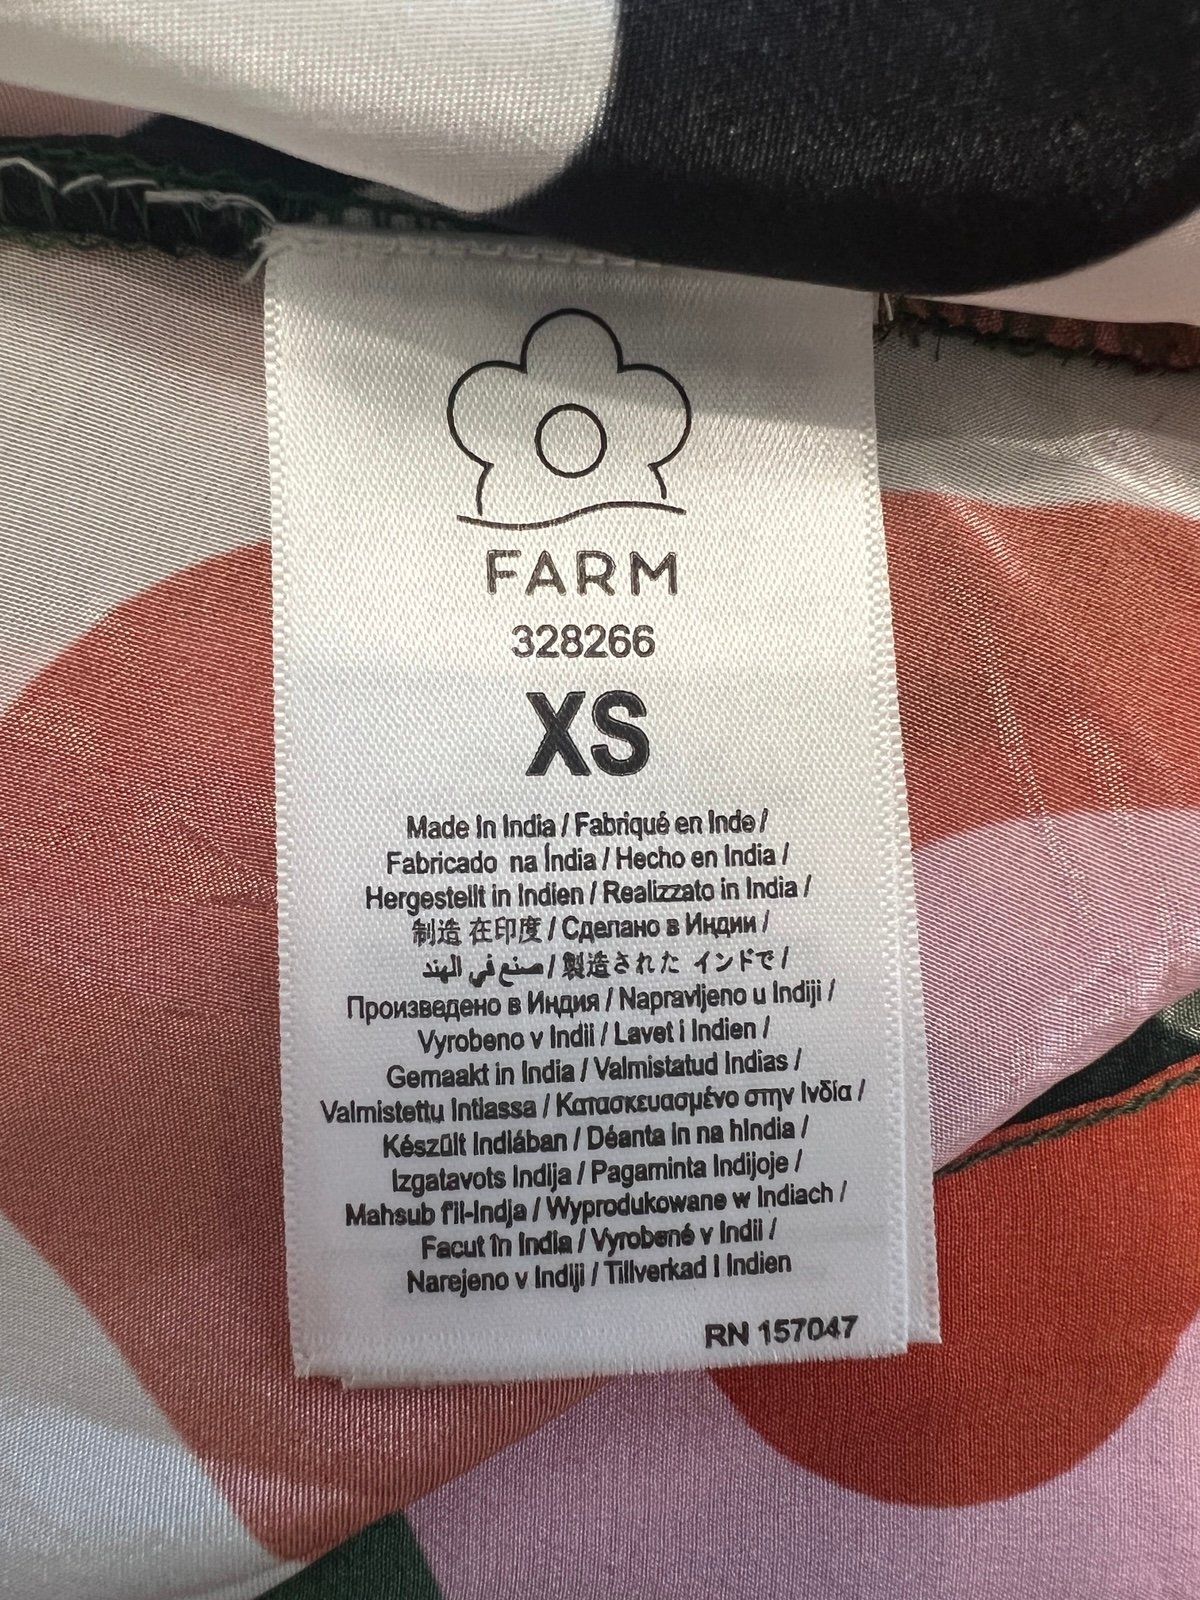 FARM
328266
XS
Made In India / Fabriqué en Inde /
Fabricado na Índia / Hecho en India /
Hergestellt in Indien / Realizzato in India /
制造 在印度 / Сделано в Индии /
صنع في الهند / 製造された インドで /
Произведено в Индия / Napravljeno u Indiji /
Vyrobeno v Indii / Lavet i Indien /
Gemaakt in India / Valmistatud Indias /
Valmistettu Intiassa / Κατασκευασμένο στην Ινδία /
Készült Indiában / Déanta in na hIndia /
Izgatavots Indija / Pagaminta Indijoje /
Mahsub fil-Indja / Wyprodukowane w Indiach /
Facut în India / Vyrobené v Indii /
Narejeno v Indiji / Tillverkad I Indien
RN 157047